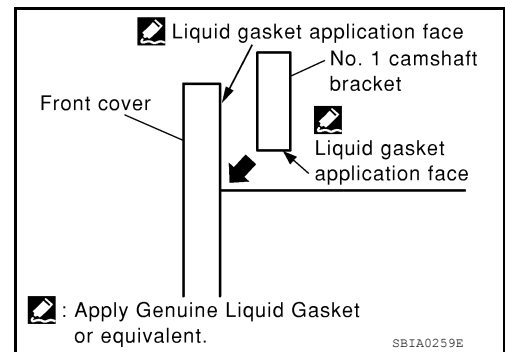 Liquid gasket application face
No. 1 camshaft
bracket
Front cover
Liquid gasket
application face
: Apply Genuine Liquid Gasket
or equivalent.
SBIA0259E